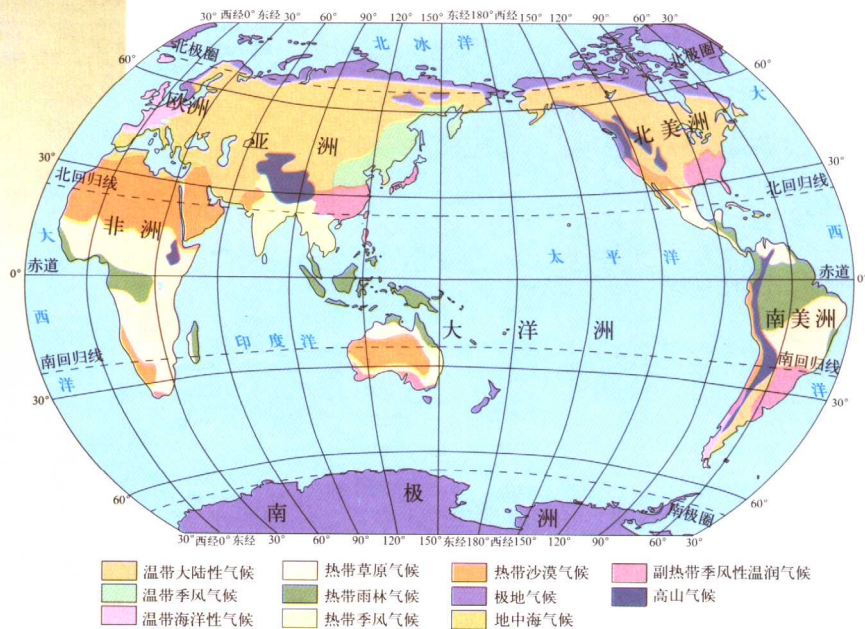 30° 西经0° 东经 30° 60° 90° 120° 150° 东经180° 西经 150° 120° 90° 60° 30°
北极圈 北冰洋 北极圈
60° 60°
欧洲 大
亚洲 北美洲
30° 30°
北回归线 北回归线
非洲
大 西
太平洋
0° 赤道 赤道 0°
西 南美洲
印度洋 大洋洲
南回归线 南回归线
洋 洋
30° 30°
60° 60°
南极洲 南极圈
30° 西经0° 东经 30° 60° 90° 120° 150° 东经180° 西经150° 120° 90° 60° 30°
温带大陆性气候 热带草原气候 热带沙漠气候 副热带季风性温润气候
温带季风气候 热带雨林气候 极地气候 高山气候
温带海洋性气候 热带季风气候 地中海气候